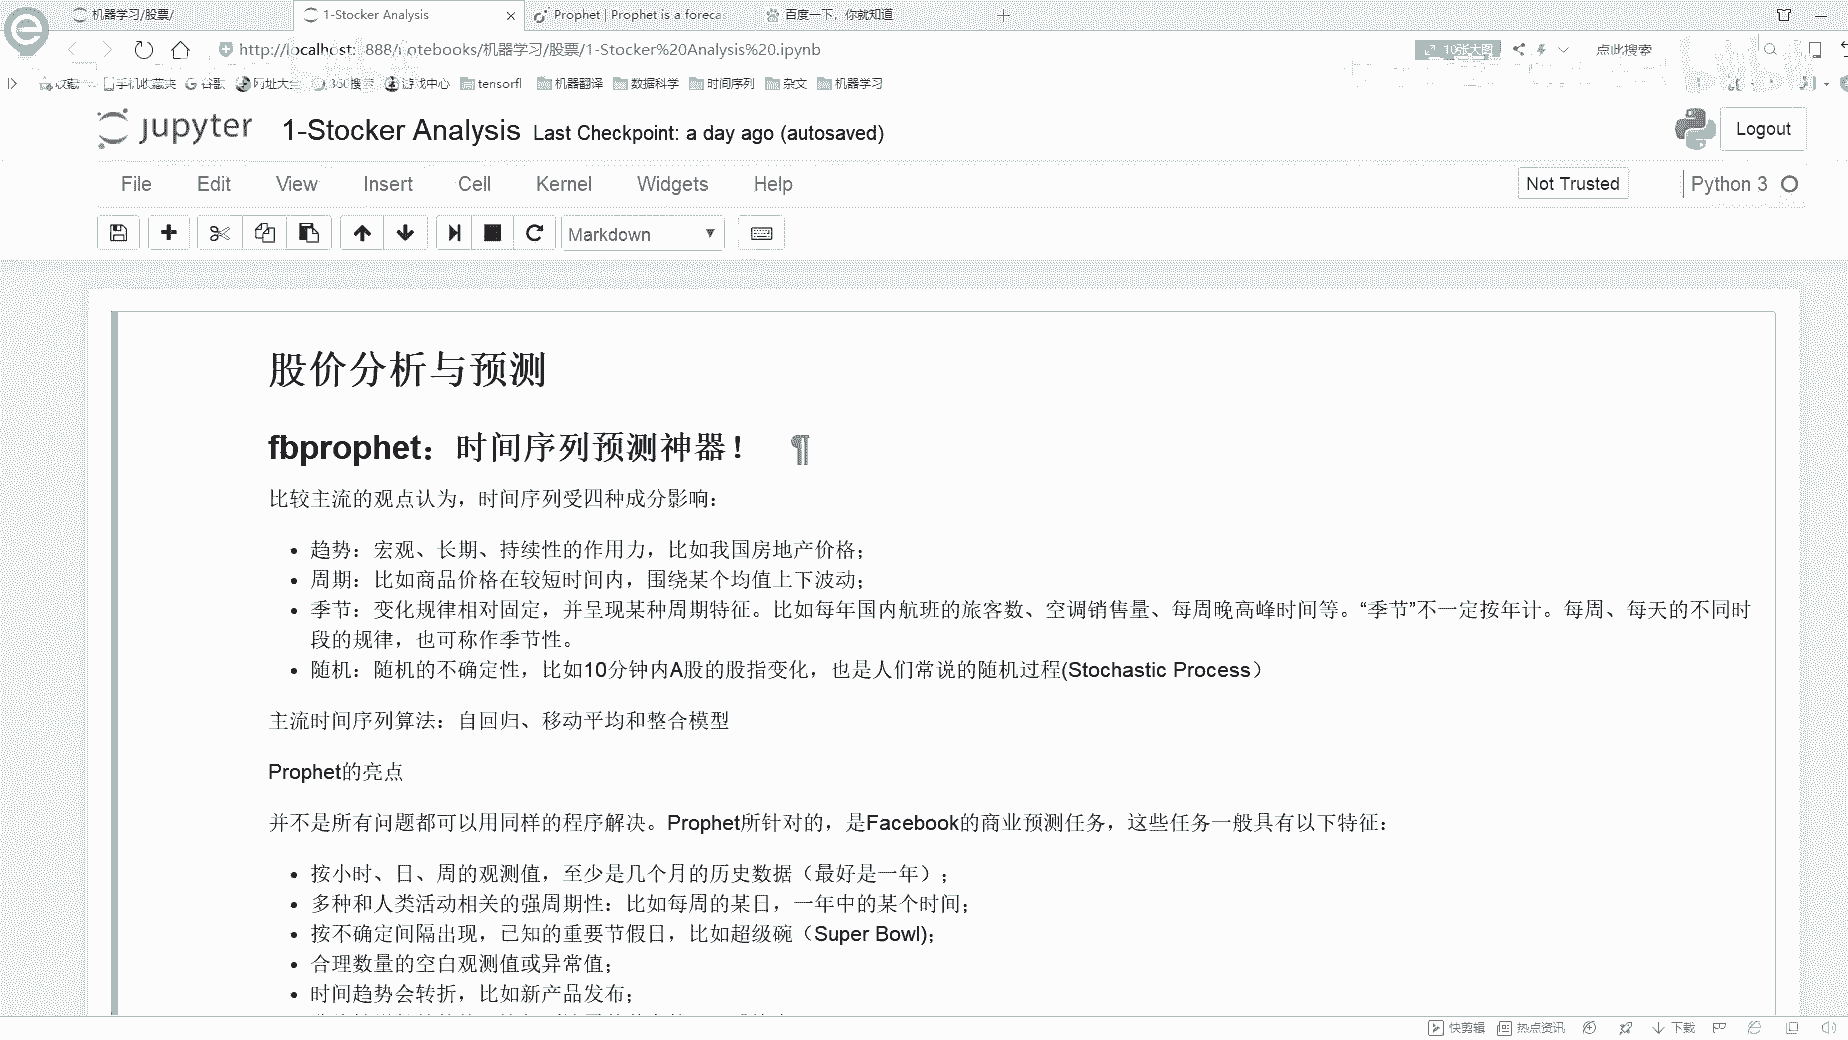 机器学习/股票/
1-Stocker Analysis
Prophet | Prophet is a forecas
百度一下，你就知道
http://localhost: 888/notebooks/机器学习/股票/1-Stocker%20Analysis%20.ipynb
10张大图
点此搜索
收藏
手机收藏夹
谷歌
网址大全
360搜索
游戏中心
tensorfl
机器翻译
数据科学
时间序列
杂文
机器学习
jupyter
1-Stocker Analysis Last Checkpoint: a day ago (autosaved)
Logout
File Edit View Insert Cell Kernel Widgets Help
Not Trusted
Python 3
Markdown
股价分析与预测
fbprophet：时间序列预测神器！ ¶
比较主流的观点认为，时间序列受四种成分影响：
• 趋势：宏观、长期、持续性的作用力，比如我国房地产价格；
• 周期：比如商品价格在较短时间内，围绕某个均值上下波动；
• 季节：变化规律相对固定，并呈现某种周期特征。比如每年国内航班的旅客数、空调销售量、每周晚高峰时间等。“季节”不一定按年计。每周、每天的不同时
段的规律，也可称作季节性。
• 随机：随机的不确定性，比如10分钟内A股的股指变化，也是人们常说的随机过程(Stochastic Process）
主流时间序列算法：自回归、移动平均和整合模型
Prophet的亮点
并不是所有问题都可以用同样的程序解决。Prophet所针对的，是Facebook的商业预测任务，这些任务一般具有以下特征：
• 按小时、日、周的观测值，至少是几个月的历史数据（最好是一年）；
• 多种和人类活动相关的强周期性：比如每周的某日，一年中的某个时间；
• 按不确定间隔出现，已知的重要节假日，比如超级碗（Super Bowl)；
• 合理数量的空白观测值或异常值；
• 时间趋势会转折，比如新产品发布；
快剪辑
热点资讯
下载